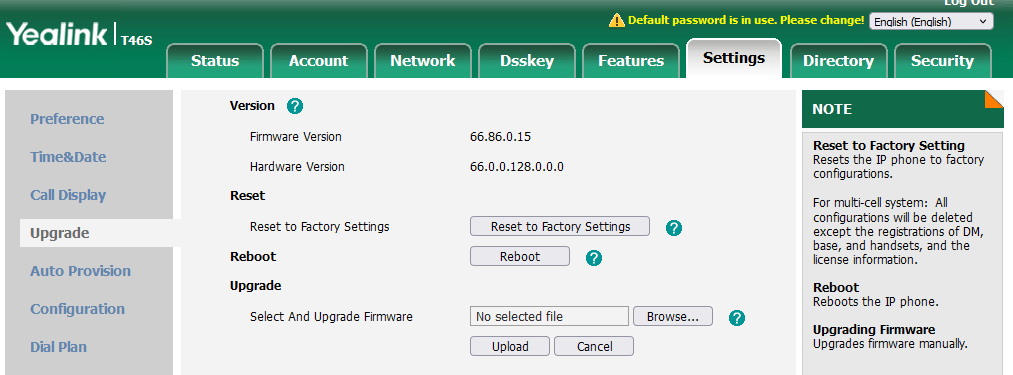 Log Out
Default password is in use. Please change!
English (English)
Yealink | T46S
Status
Account
Network
Dsskey
Features
Settings
Directory
Security
Preference
Time&Date
Call Display
Upgrade
Auto Provision
Configuration
Dial Plan
Version ?
Firmware Version 66.86.0.15
Hardware Version 66.0.0.128.0.0.0
Reset
Reset to Factory Settings Reset to Factory Settings ?
Reboot Reboot ?
Upgrade
Select And Upgrade Firmware No selected file Browse... ?
Upload Cancel
NOTE
Reset to Factory Setting
Resets the IP phone to factory
configurations.
For multi-cell system: All
configurations will be deleted
except the registrations of DM,
base, and handsets, and the
license information.
Reboot
Reboots the IP phone.
Upgrading Firmware
Upgrades firmware manually.